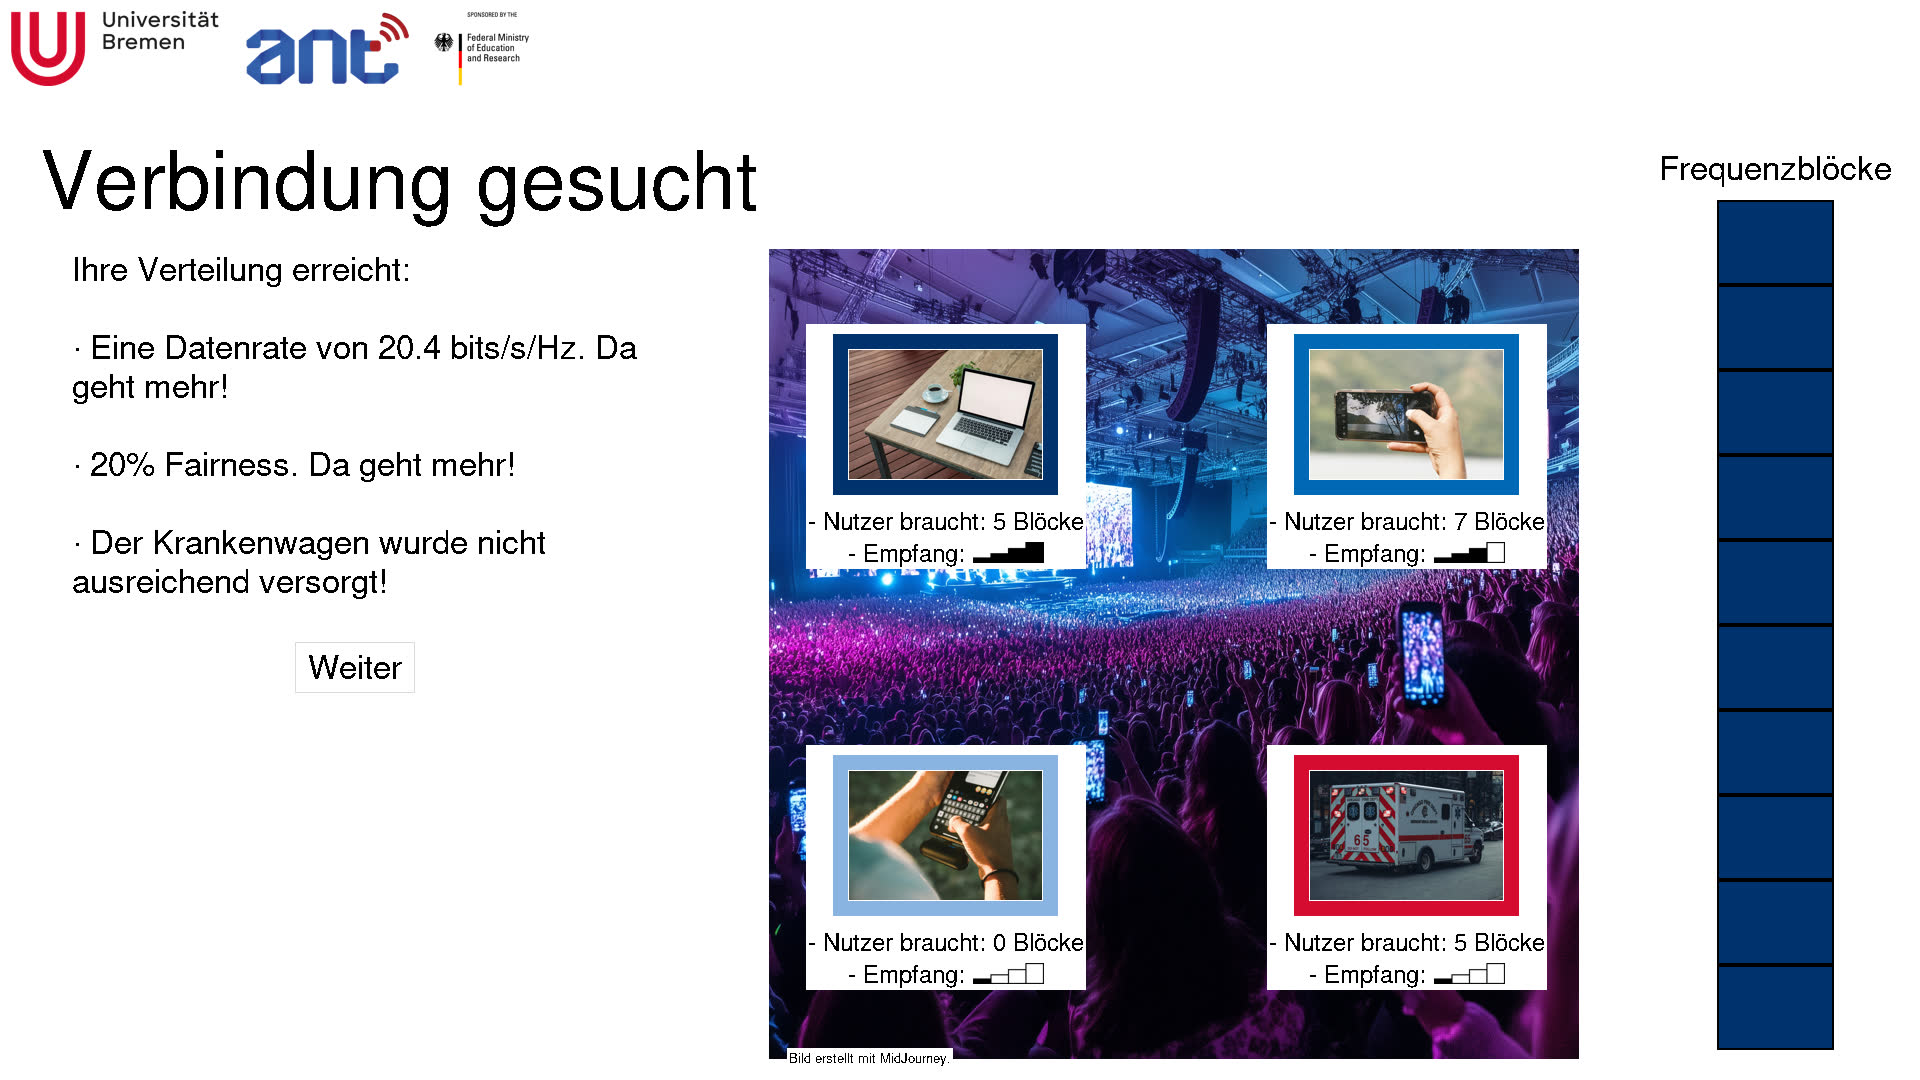 Universität
Bremen
ant
SPONSORED BY THE
Federal Ministry
of Education
and Research
Verbindung gesucht
Frequenzblöcke
Ihre Verteilung erreicht:
· Eine Datenrate von 20.4 bits/s/Hz. Da
geht mehr!
· 20% Fairness. Da geht mehr!
· Der Krankenwagen wurde nicht
ausreichend versorgt!
Weiter
- Nutzer braucht: 5 Blöcke
- Empfang:
- Nutzer braucht: 7 Blöcke
- Empfang:
- Nutzer braucht: 0 Blöcke
- Empfang:
65
- Nutzer braucht: 5 Blöcke
- Empfang:
Bild erstellt mit MidJourney.